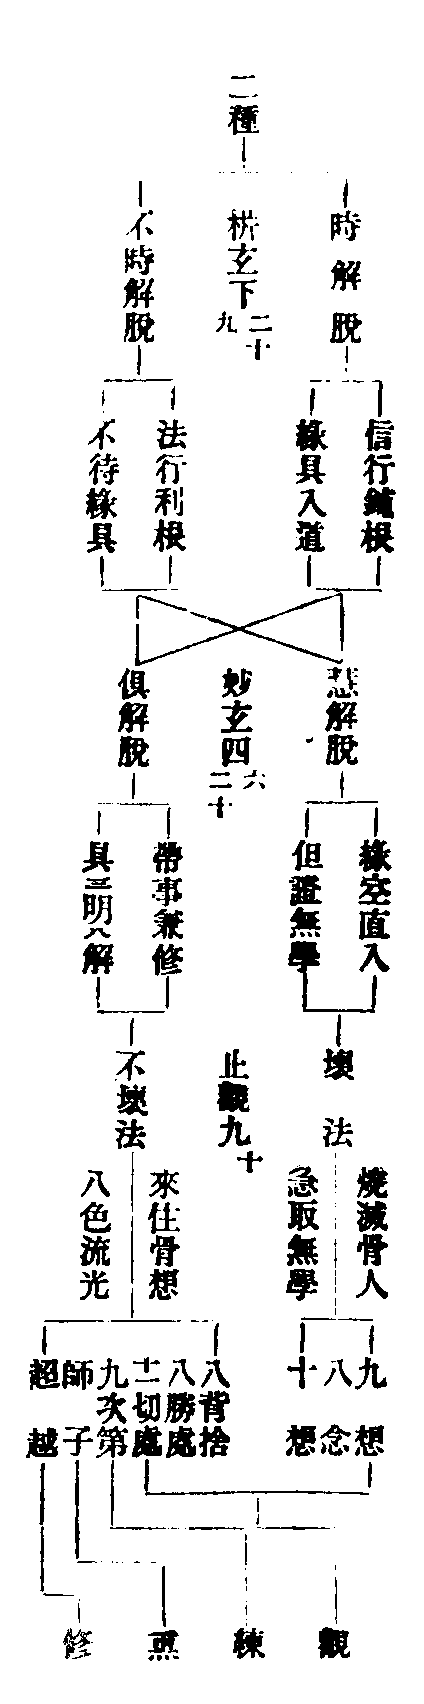 二種
時解脫
栱玄下
二十
九
不時解脫
信行鈍根
緣具入道
法行利根
不待緣具
慧解脫
妙玄四
六
二十
俱解脫
緣空直入
但證無學
帶事兼修
具三明八解
壞法
止觀九
十
不壞法
燒滅骨人
急取無學
來住骨想
八色流光
九想
八念
十想
八背捨
八勝處
十一切處
九次第
師子
超越
觀
練
熏
修